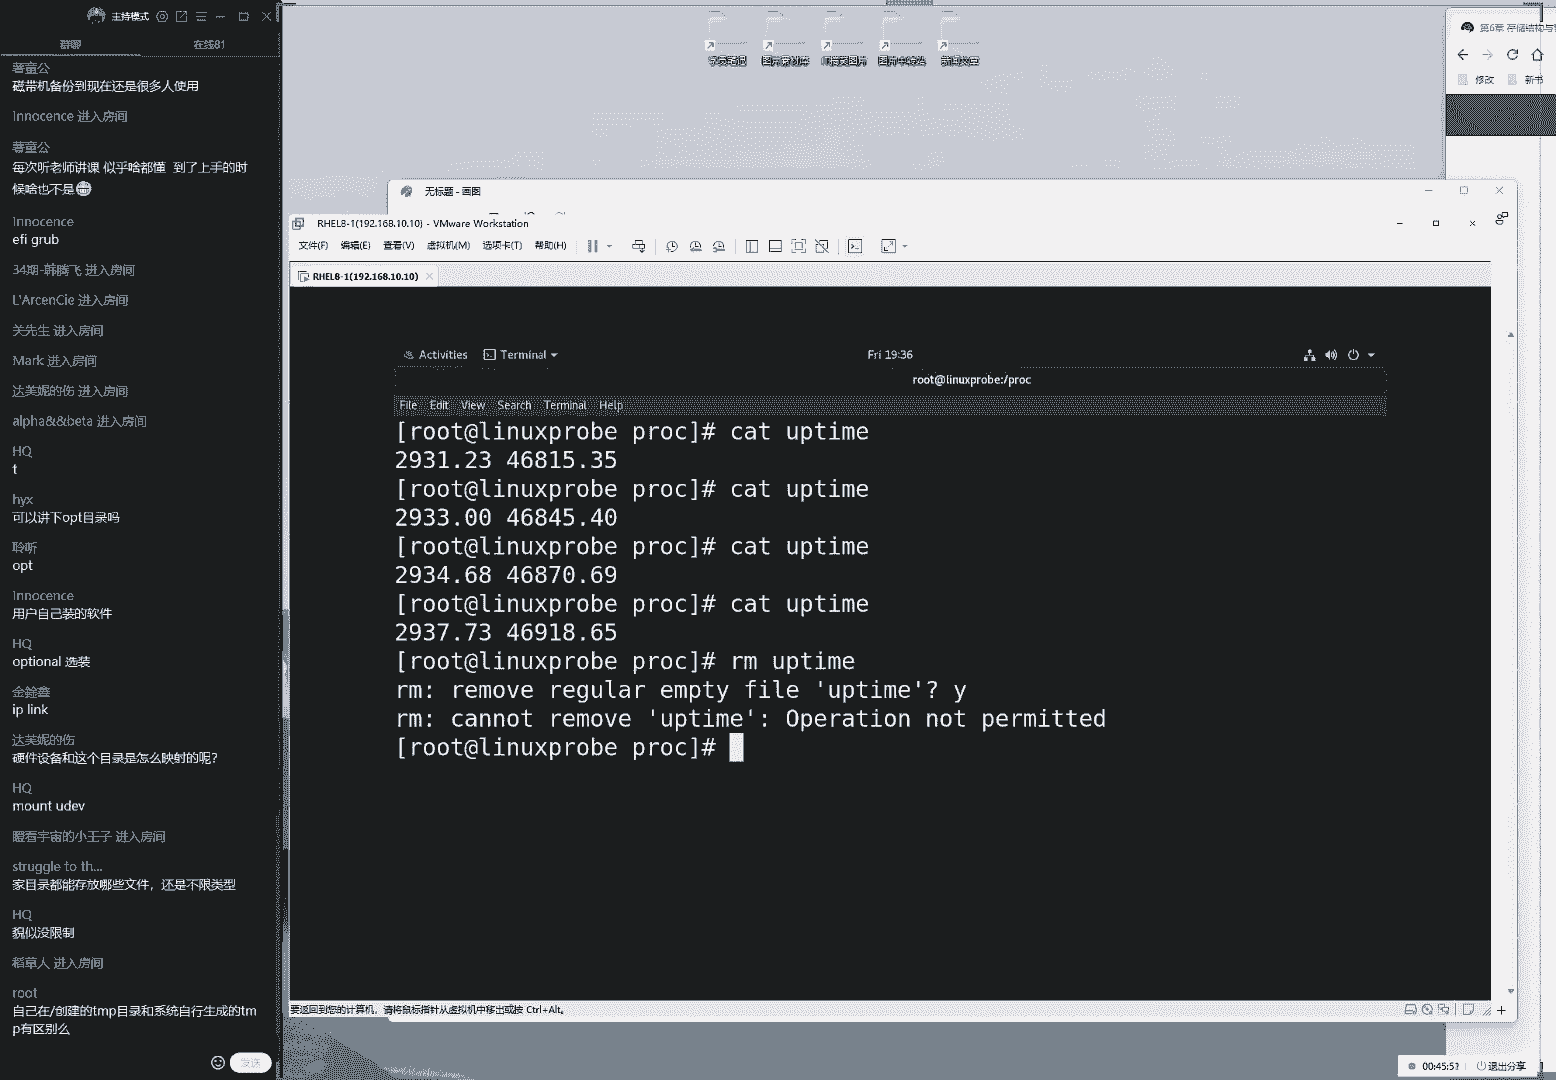 主持模式
群聊
在线81
薯童公
磁带机备份到现在还是很多人使用
Innocence 进入房间
薯童公
每次听老师讲课 似乎啥都懂 到了上手的时
候啥也不是
Innocence
efi grub
34期-韩腾飞 进入房间
L'ArcenCie 进入房间
关先生 进入房间
Mark 进入房间
达芙妮的伤 进入房间
alpha&&beta 进入房间
HQ
t
hyx
可以讲下opt目录吗
聆听
opt
Innocence
用户自己装的软件
HQ
optional 选装
ip link
达芙妮的伤
硬件设备和这个目录是怎么映射的呢?
HQ
mount udev
瞪着宇宙的小王子 进入房间
struggle to th...
家目录都能存放哪些文件，还是不限类型
HQ
貌似没限制
稻草人 进入房间
root
自己在/创建的tmp目录和系统自行生成的tm
p有区别么
发送
第6章 存储结构与
修改
新书
无标题 - 画图
RHEL8-1(192.168.10.10) - VMware Workstation
文件(F) 编辑(E) 查看(V) 虚拟机(M) 选项卡(T) 帮助(H)
RHEL8-1(192.168.10.10)
Activities
Terminal
Fri 19:36
root@linuxprobe:/proc
File Edit View Search Terminal Help
[root@linuxprobe proc]# cat uptime
2931.23 46815.35
[root@linuxprobe proc]# cat uptime
2933.00 46845.40
[root@linuxprobe proc]# cat uptime
2934.68 46870.69
[root@linuxprobe proc]# cat uptime
2937.73 46918.65
[root@linuxprobe proc]# rm uptime
rm: remove regular empty file 'uptime'? y
rm: cannot remove 'uptime': Operation not permitted
[root@linuxprobe proc]#
要返回到您的计算机，请将鼠标指针从虚拟机中移出或按 Ctrl+Alt。
00:45:52
退出分享